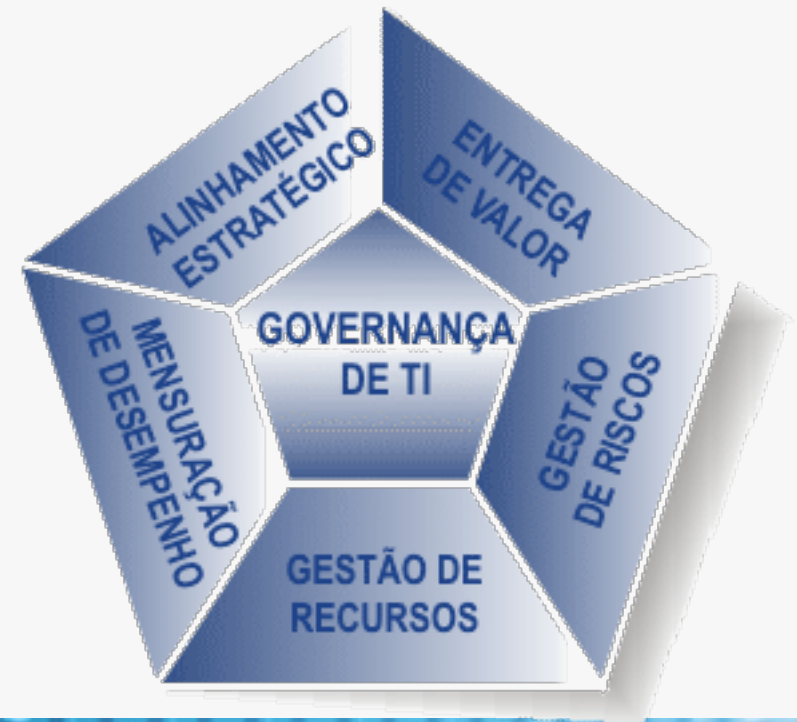 ALINHAMENTO
ESTRATÉGICO
ENTREGA
DE VALOR
GOVERNANÇA
DE TI
MENSURAÇÃO
DE DESEMPENHO
GESTÃO
DE RISCOS
GESTÃO DE
RECURSOS